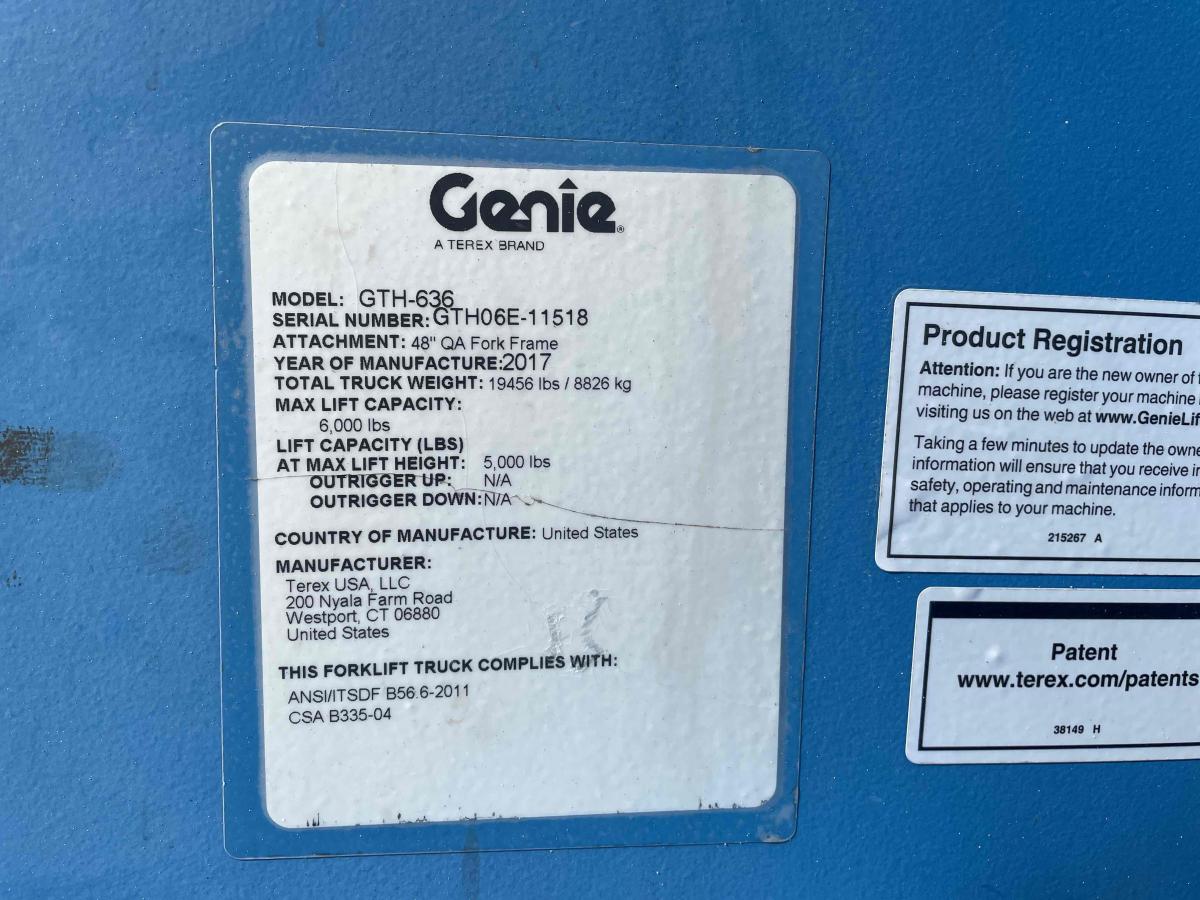 Genie®
A TEREX BRAND
MODEL: GTH-636
SERIAL NUMBER: GTH06E-11518
ATTACHMENT: 48" QA Fork Frame
YEAR OF MANUFACTURE: 2017
TOTAL TRUCK WEIGHT: 19456 lbs / 8826 kg
MAX LIFT CAPACITY:
6,000 lbs
LIFT CAPACITY (LBS)
AT MAX LIFT HEIGHT: 5,000 lbs
OUTRIGGER UP: N/A
OUTRIGGER DOWN: N/A
COUNTRY OF MANUFACTURE: United States
MANUFACTURER:
Terex USA, LLC
200 Nyala Farm Road
Westport, CT 06880
United States
THIS FORKLIFT TRUCK COMPLIES WITH:
ANSI/ITSDF B56.6-2011
CSA B335-04
Product Registration
Attention: If you are the new owner of
machine, please register your machine
visiting us on the web at www.GenieLif
Taking a few minutes to update the owne
information will ensure that you receive
safety, operating and maintenance inform
that applies to your machine.
215267 A
Patent
www.terex.com/patents
38149 H